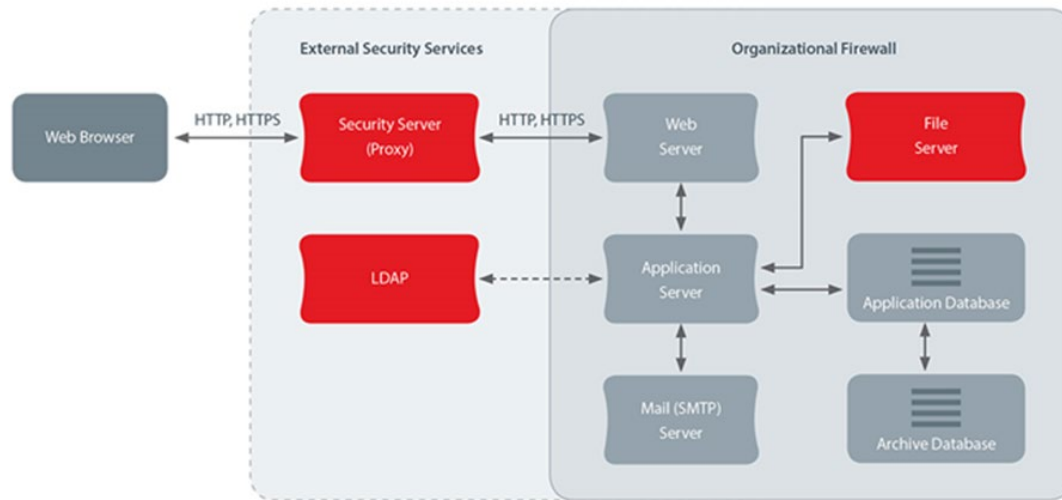 External Security Services
Organizational Firewall
Web Browser
HTTP, HTTPS
Security Server
(Proxy)
HTTP, HTTPS
Web
Server
File
Server
LDAP
Application
Server
Application Database
Mail (SMTP)
Server
Archive Database